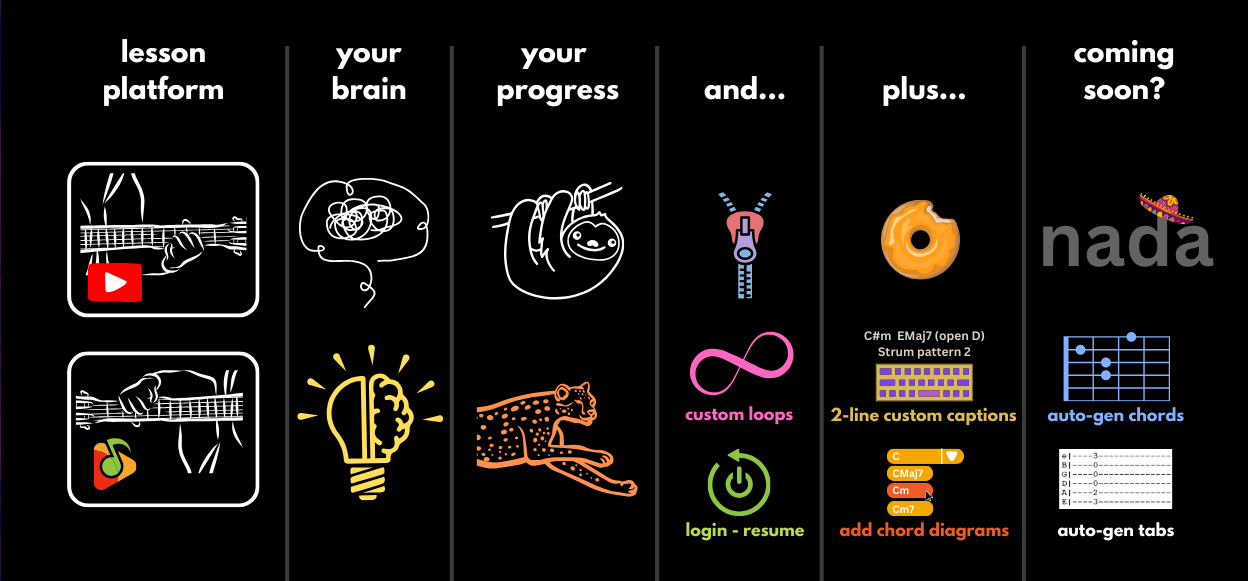 lesson
platform
your
brain
your
progress
and...
plus...
coming
soon?
nada
C#m EMaj7 (open D)
Strum pattern 2
custom loops
2-line custom captions
auto-gen chords
C
CMaj7
Cm
Cm7
e|----3----------------
B|----0----------------
G|----0----------------
D|----0----------------
A|----2----------------
E|----3----------------
login - resume
add chord diagrams
auto-gen tabs